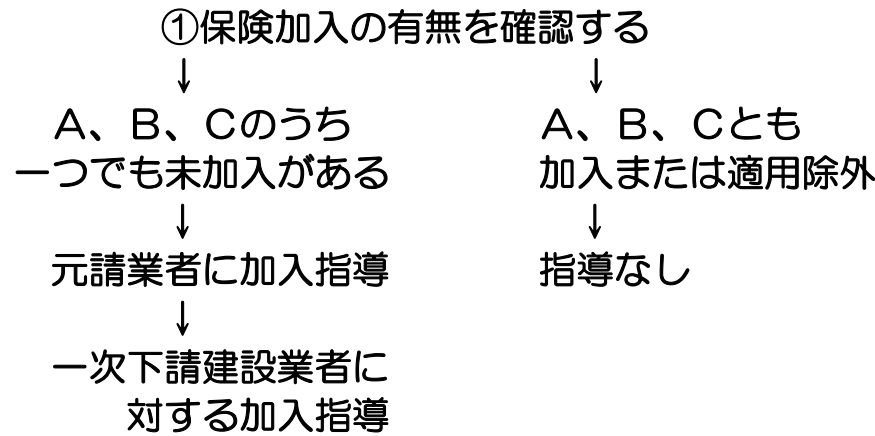 ①保険加入の有無を確認する
↓
A、B、Cのうち
一つでも未加入がある
↓
元請業者に加入指導
↓
一次下請建設業者に
対する加入指導
↓
A、B、Cとも
加入または適用除外
↓
指導なし